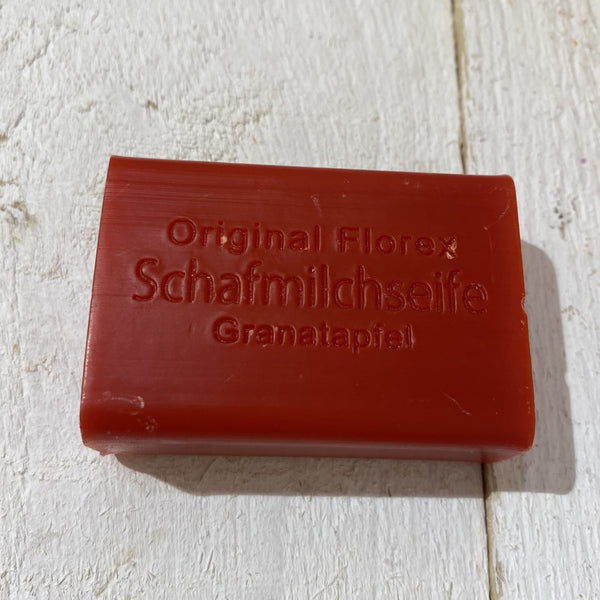 Original Florex
Schafmilchseife
Granatapfel